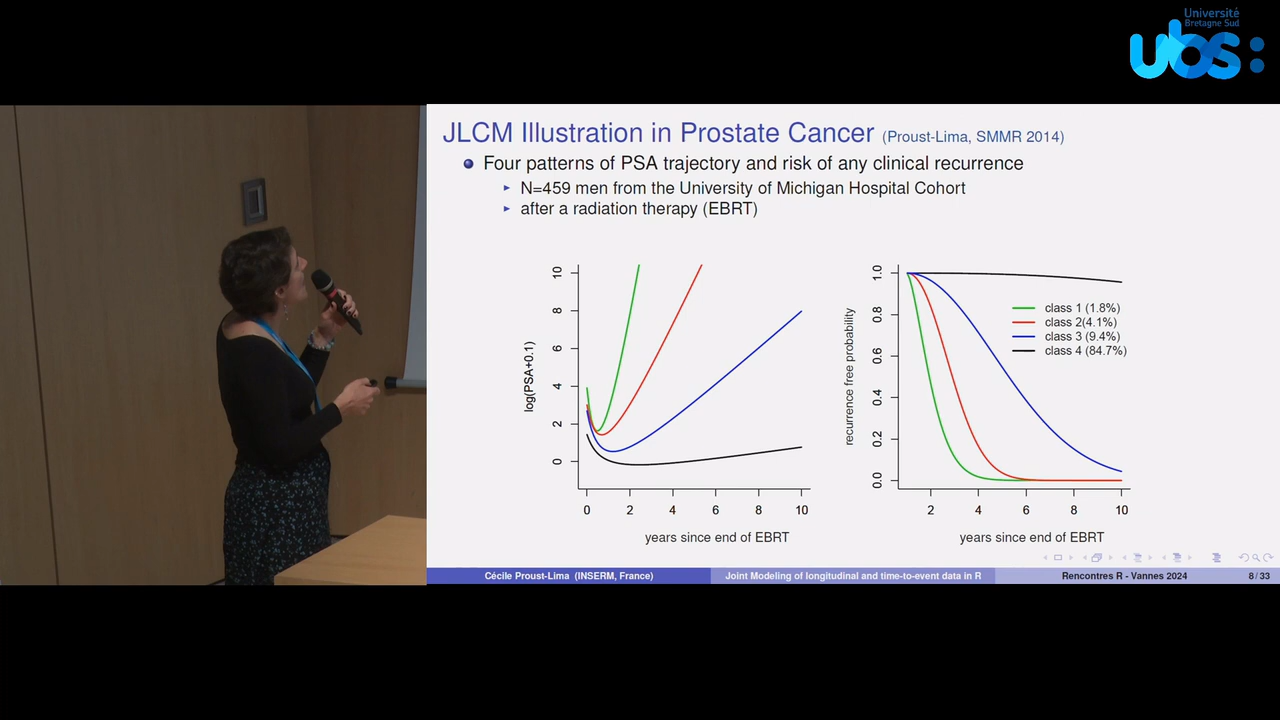 Université
Bretagne Sud
ubs:
JLCM Illustration in Prostate Cancer (Proust-Lima, SMMR 2014)
Four patterns of PSA trajectory and risk of any clinical recurrence
N=459 men from the University of Michigan Hospital Cohort
after a radiation therapy (EBRT)
log(PSA+0.1)
10
8
6
4
2
0
0 2 4 6 8 10
years since end of EBRT
recurrence free probability
1.0
0.8
0.6
0.4
0.2
0.0
class 1 (1.8%)
class 2(4.1%)
class 3 (9.4%)
class 4 (84.7%)
2 4 6 8 10
years since end of EBRT
Cécile Proust-Lima (INSERM, France) Joint Modeling of longitudinal and time-to-event data in R Rencontres R - Vannes 2024 8 / 33